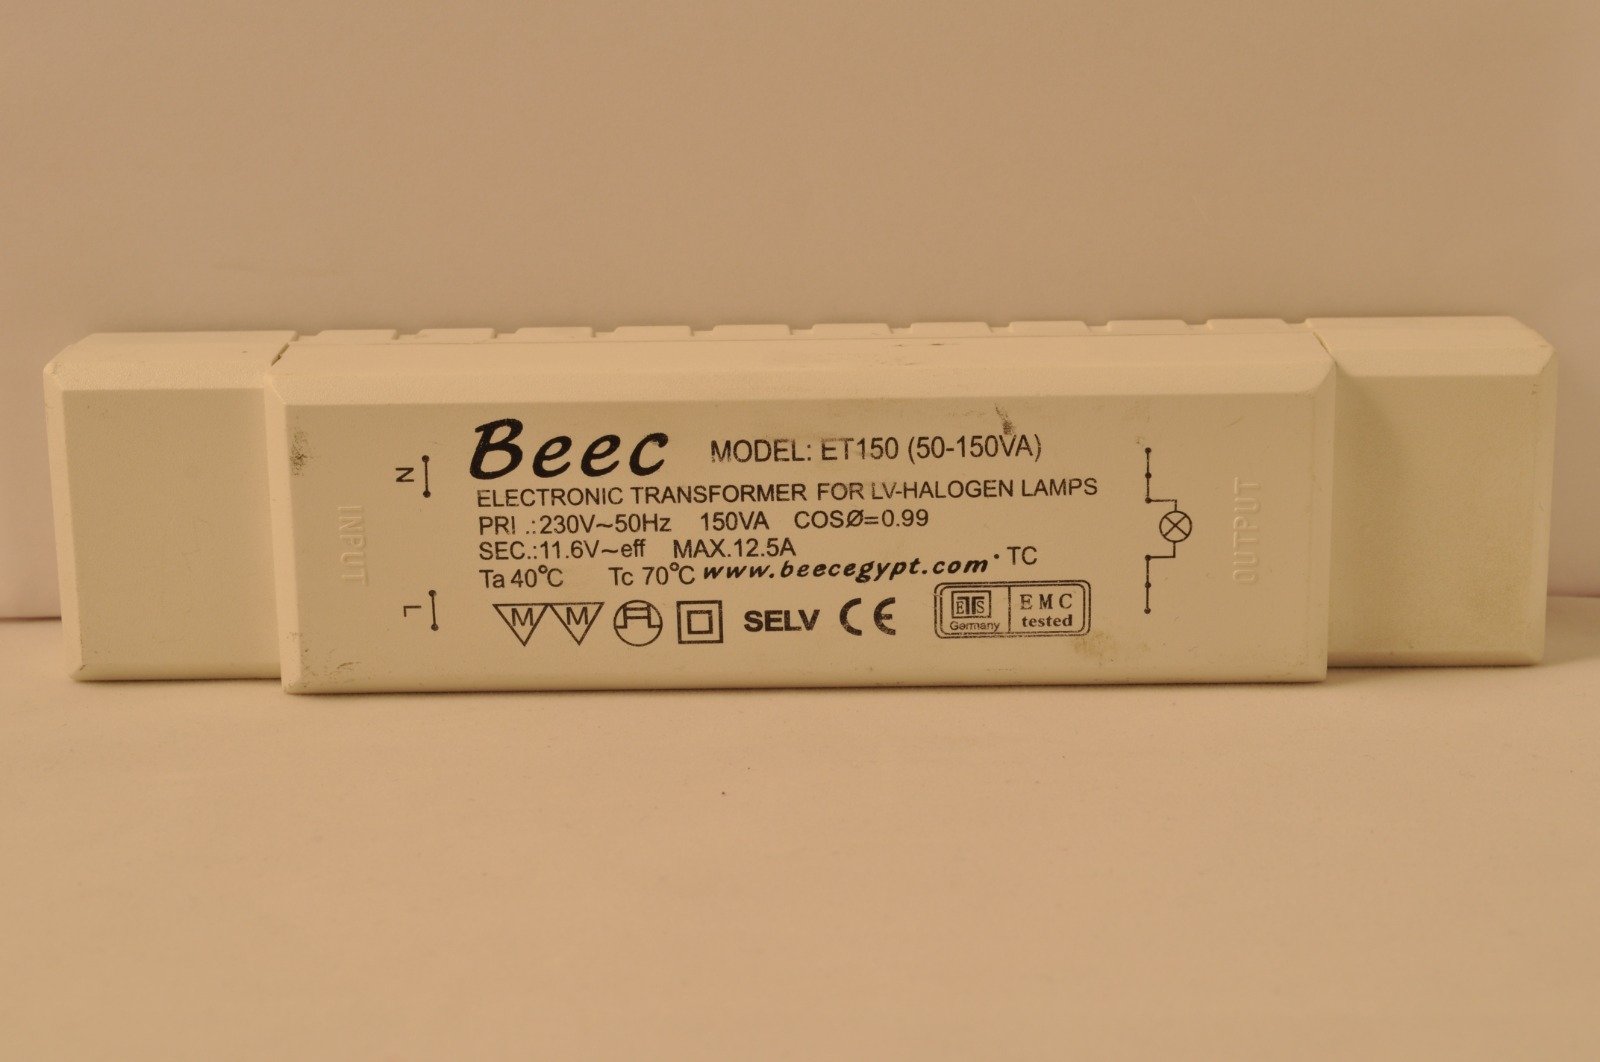 Beec MODEL: ET150 (50-150VA)
ELECTRONIC TRANSFORMER FOR LV-HALOGEN LAMPS
PRI .:230V~50Hz 150VA COSØ=0.99
SEC.:11.6V~eff MAX.12.5A
Ta 40°C Tc 70°C www.beecegypt.com • TC
M M SELV CE
ETS Germany
EMC tested
N
L
INPUT
OUTPUT